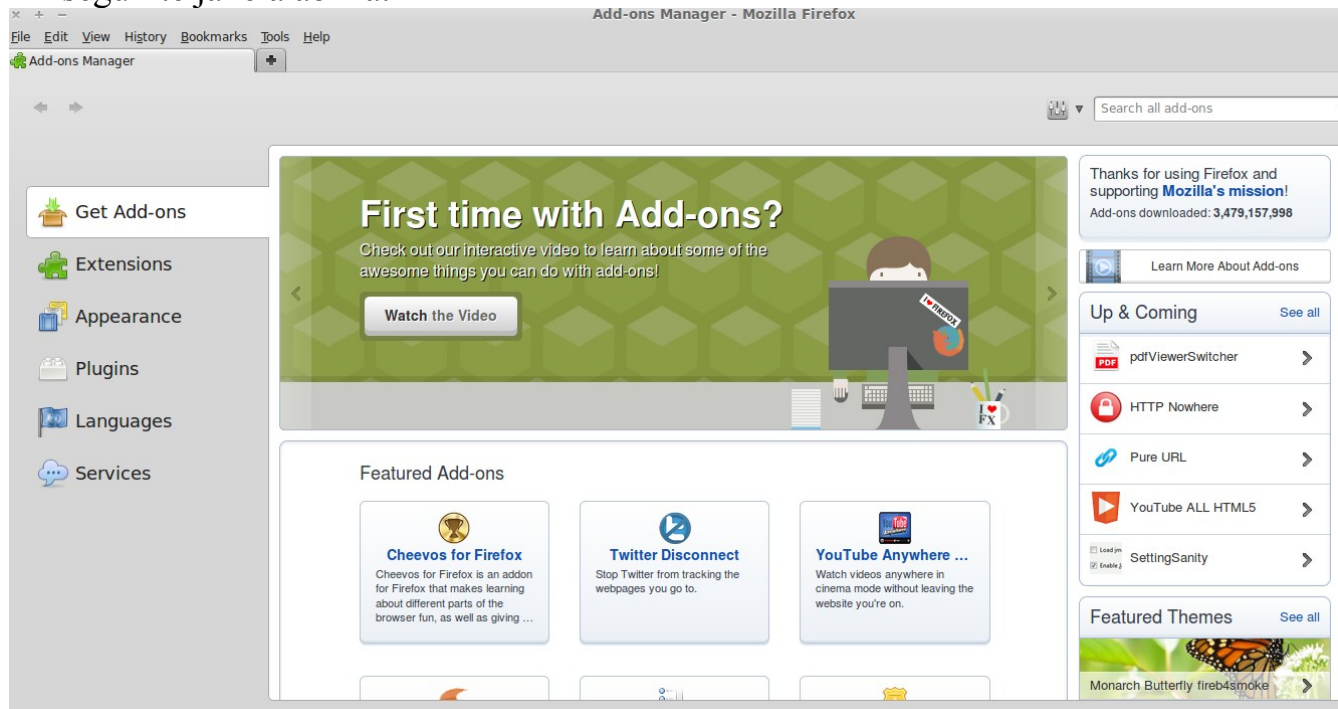 Add-ons Manager - Mozilla Firefox
File Edit View History Bookmarks Tools Help
Add-ons Manager
Search all add-ons
Get Add-ons
Extensions
Appearance
Plugins
Languages
Services
First time with Add-ons?
Check out our interactive video to learn about some of the
awesome things you can do with add-ons!
Watch the Video
I ♥ FIREFOX
I ♥
FX
Featured Add-ons
Cheevos for Firefox
Cheevos for Firefox is an addon
for Firefox that makes learning
about different parts of the
browser fun, as well as giving ...
Twitter Disconnect
Stop Twitter from tracking the
webpages you go to.
YouTube Anywhere ...
Watch videos anywhere in
cinema mode without leaving the
website you're on.
Thanks for using Firefox and
supporting Mozilla's mission!
Add-ons downloaded: 3,479,157,998
Learn More About Add-ons
Up & Coming See all
PDF
pdfViewerSwitcher
HTTP Nowhere
Pure URL
YouTube ALL HTML5
SettingSanity
Featured Themes See all
Monarch Butterfly fireb4smoke